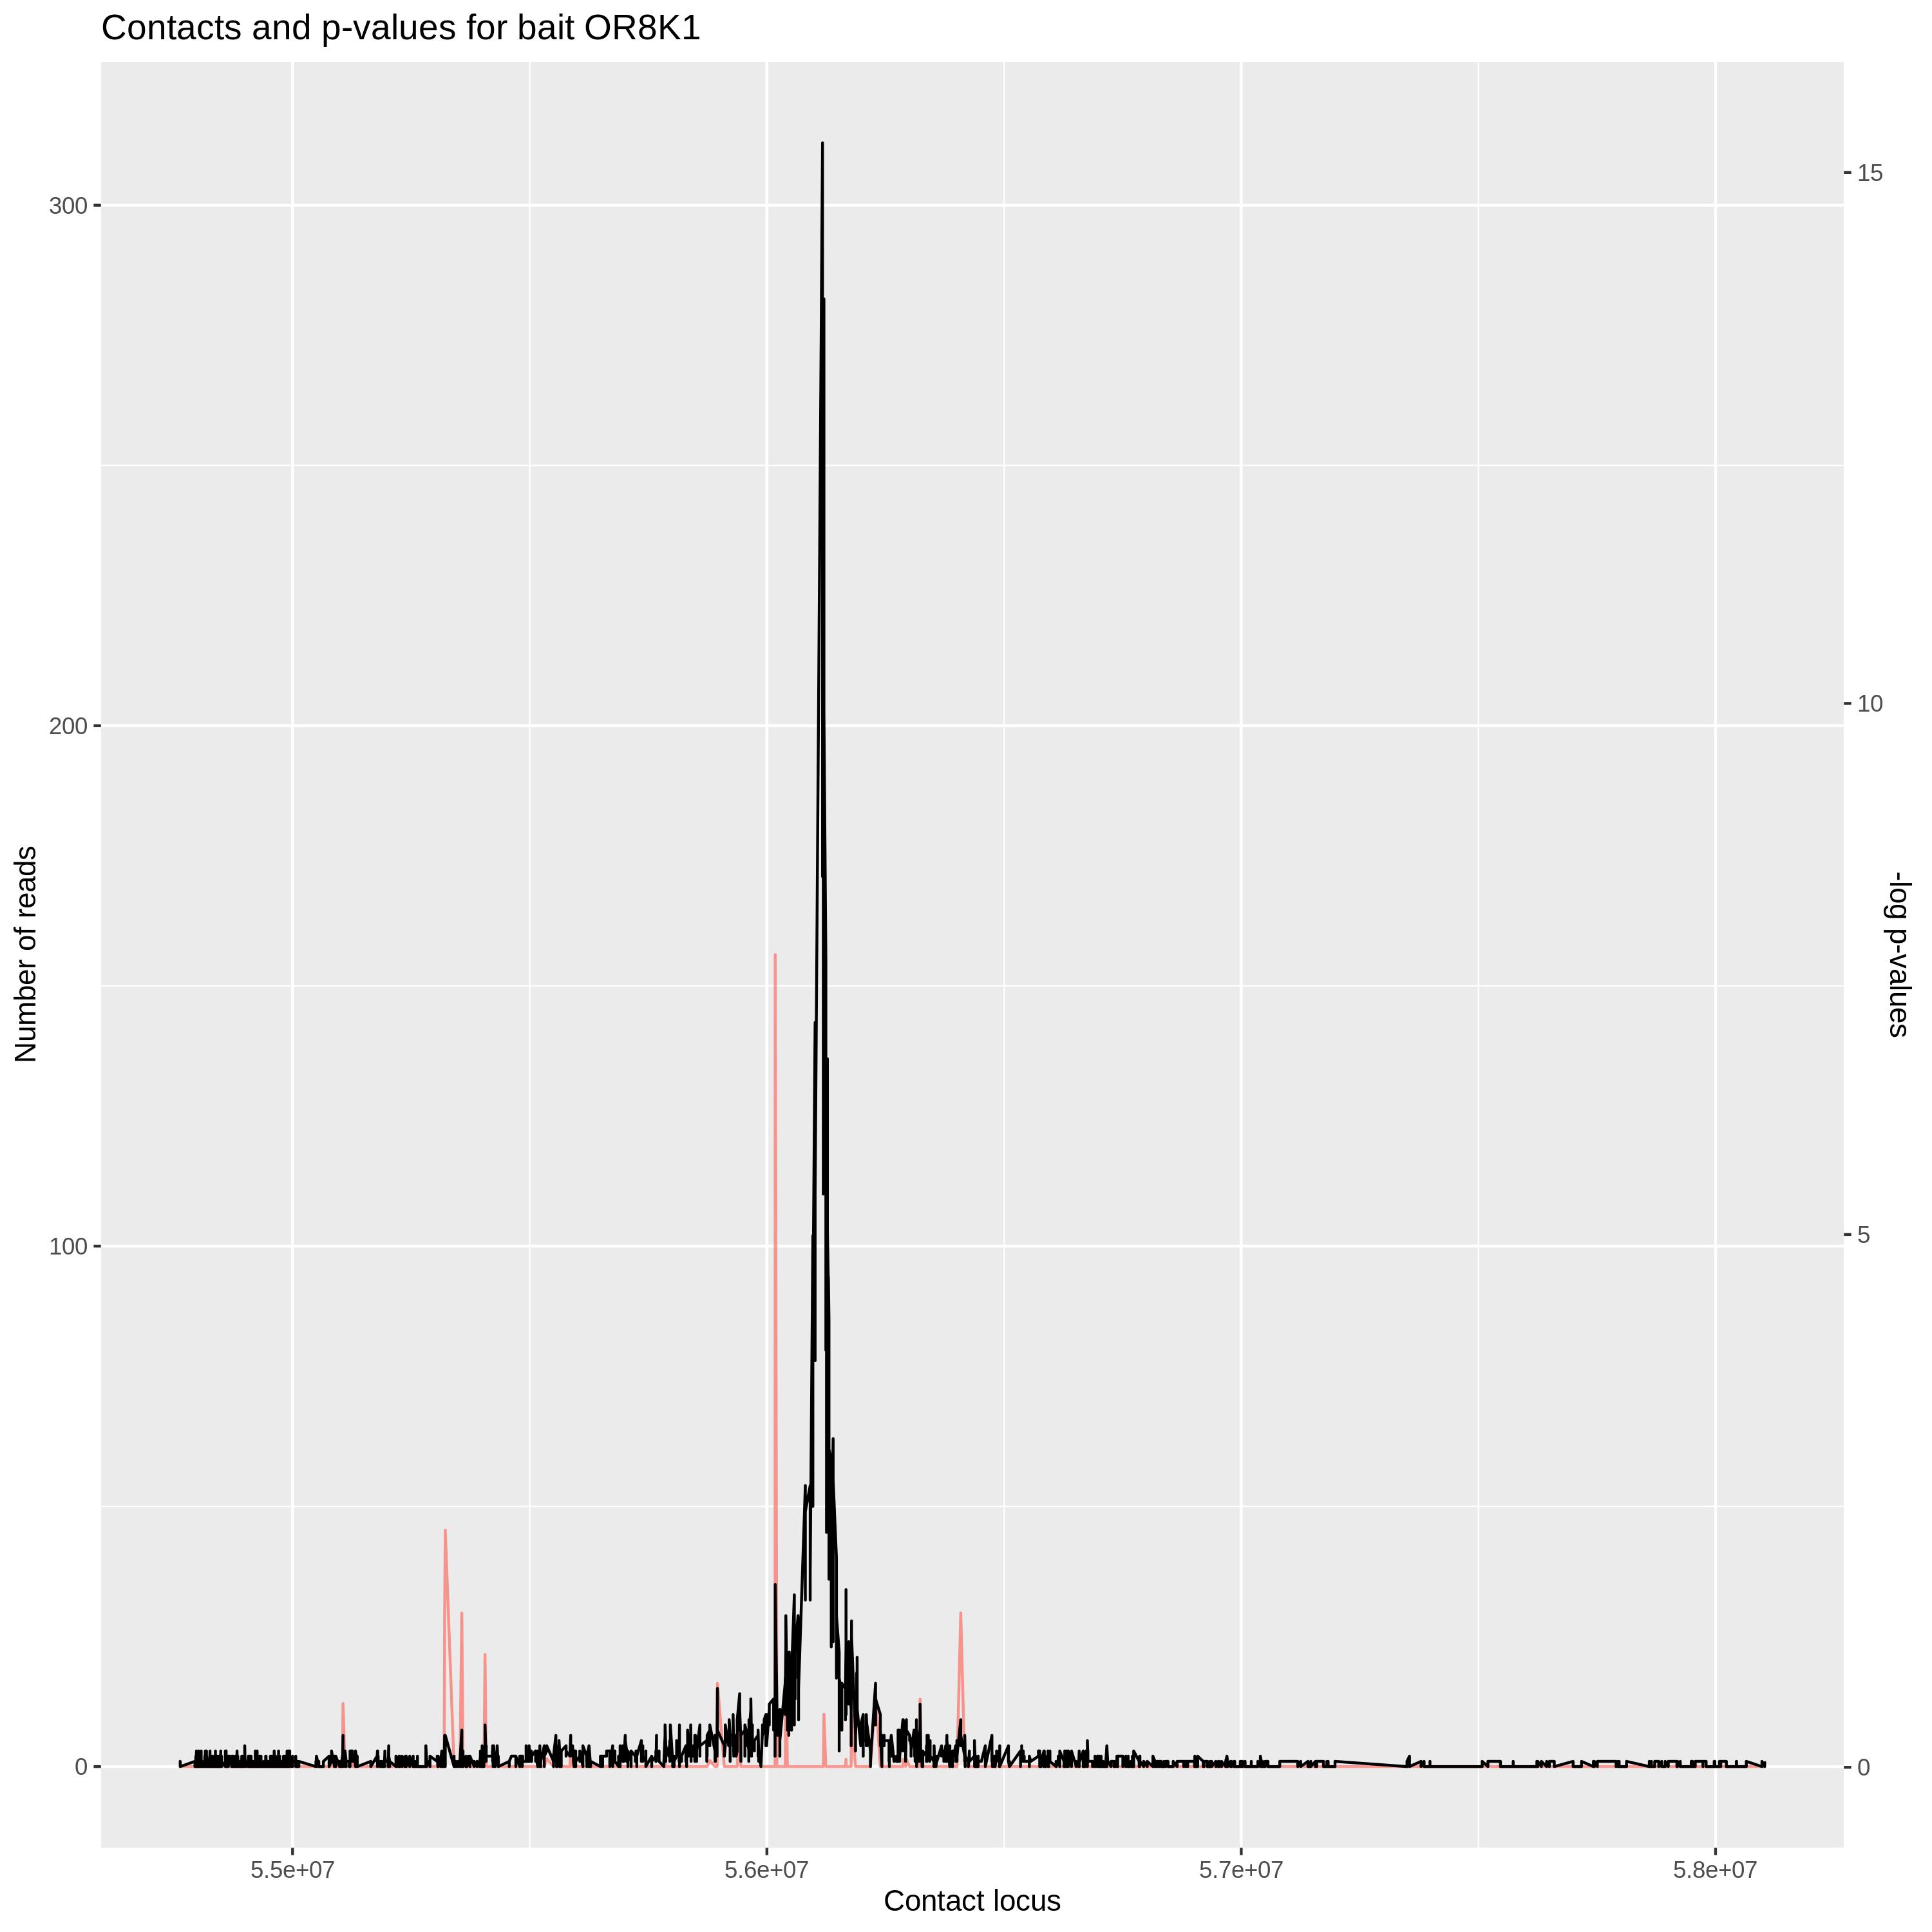 Contacts and p-values for bait OR8K1
Number of reads
300
200
100
0
15
10
5
0
-log p-values
5.5e+07
5.6e+07
5.7e+07
5.8e+07
Contact locus